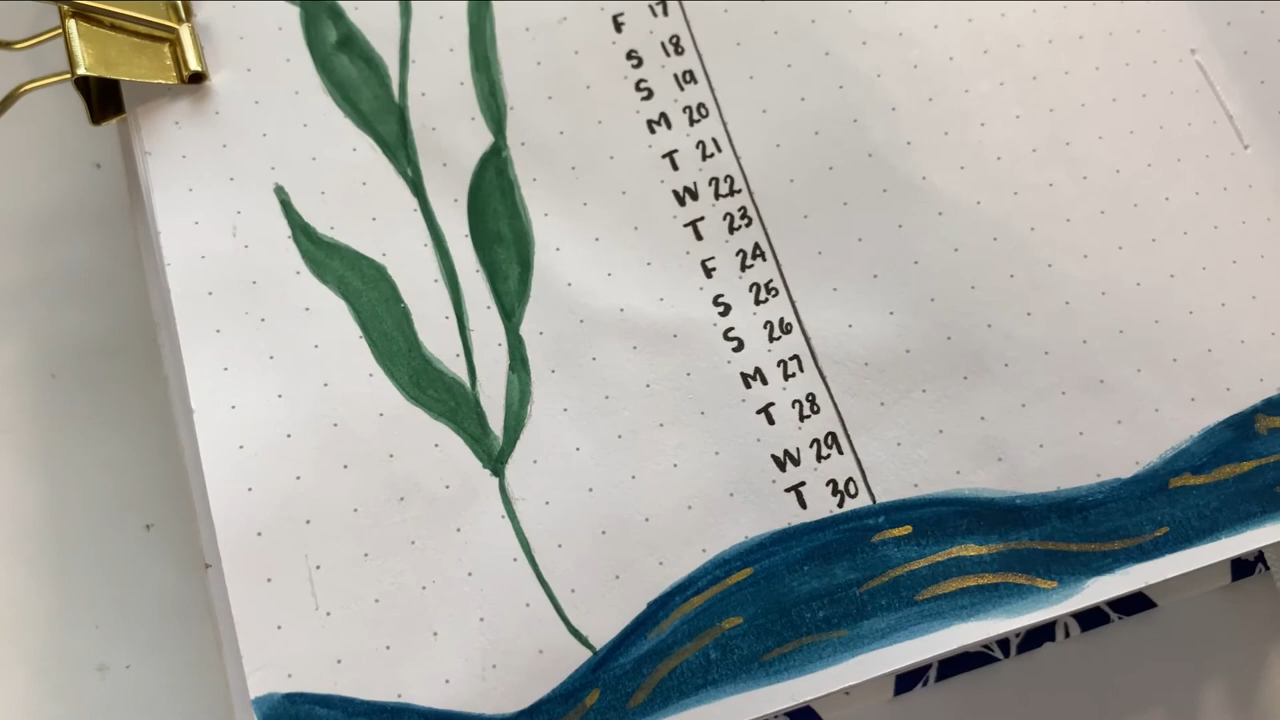 F 17
S 18
S 19
M 20
T 21
W 22
T 23
F 24
S 25
S 26
M 27
T 28
W 29
T 30